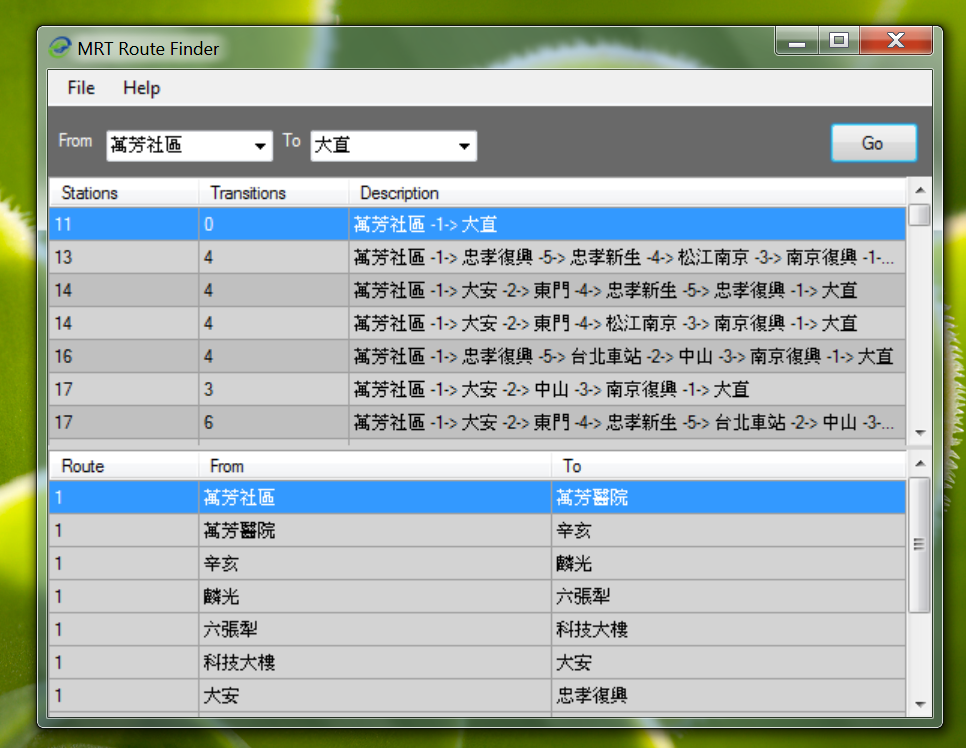 MRT Route Finder
File Help
From 萬芳社區 To 大直 Go
Stations Transitions Description
11 0 萬芳社區 -1-> 大直
13 4 萬芳社區 -1-> 忠孝復興 -5-> 忠孝新生 -4-> 松江南京 -3-> 南京復興 -1-...
14 4 萬芳社區 -1-> 大安 -2-> 東門 -4-> 忠孝新生 -5-> 忠孝復興 -1-> 大直
14 4 萬芳社區 -1-> 大安 -2-> 東門 -4-> 松江南京 -3-> 南京復興 -1-> 大直
16 4 萬芳社區 -1-> 忠孝復興 -5-> 台北車站 -2-> 中山 -3-> 南京復興 -1-> 大直
17 3 萬芳社區 -1-> 大安 -2-> 中山 -3-> 南京復興 -1-> 大直
17 6 萬芳社區 -1-> 大安 -2-> 東門 -4-> 忠孝新生 -5-> 台北車站 -2-> 中山 -3-...
Route From To
1 萬芳社區 萬芳醫院
1 萬芳醫院 辛亥
1 辛亥 麟光
1 麟光 六張犁
1 六張犁 科技大樓
1 科技大樓 大安
1 大安 忠孝復興